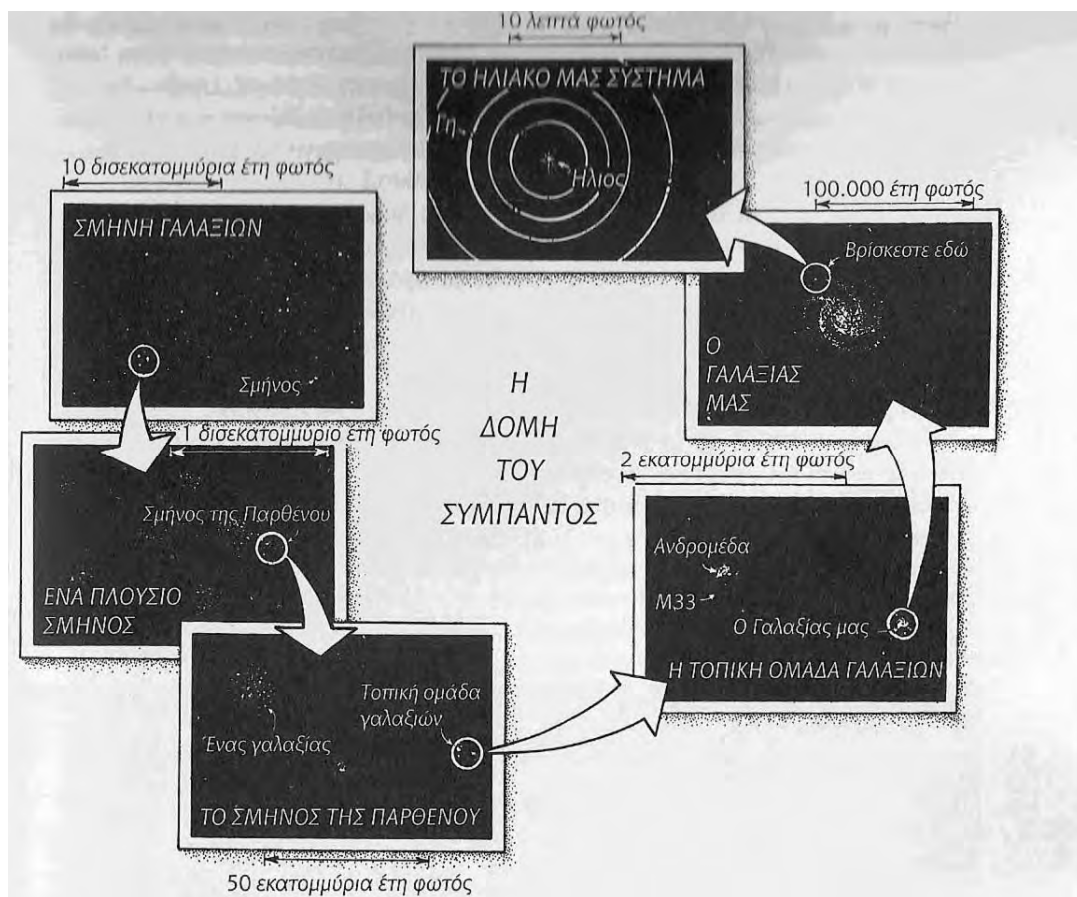 10 λεπτά φωτός
ΤΟ ΗΛΙΑΚΟ ΜΑΣ ΣΥΣΤΗΜΑ
Γη
Ήλιος
10 δισεκατομμύρια έτη φωτός
ΣΜΗΝΗ ΓΑΛΑΞΙΩΝ
Σμήνος
100.000 έτη φωτός
Βρίσκεστε εδώ
Ο
ΓΑΛΑΞΙΑΣ
ΜΑΣ
Η
ΔΟΜΗ
ΤΟΥ
ΣΥΜΠΑΝΤΟΣ
1 δισεκατομμύριο έτη φωτός
Σμήνος της Παρθένου
ΕΝΑ ΠΛΟΥΣΙΟ
ΣΜΗΝΟΣ
2 εκατομμύρια έτη φωτός
Ανδρομέδα
M33
Ο Γαλαξίας μας
Η ΤΟΠΙΚΗ ΟΜΑΔΑ ΓΑΛΑΞΙΩΝ
Τοπική ομάδα
γαλαξιών
Ένας γαλαξίας
ΤΟ ΣΜΗΝΟΣ ΤΗΣ ΠΑΡΘΕΝΟΥ
50 εκατομμύρια έτη φωτός